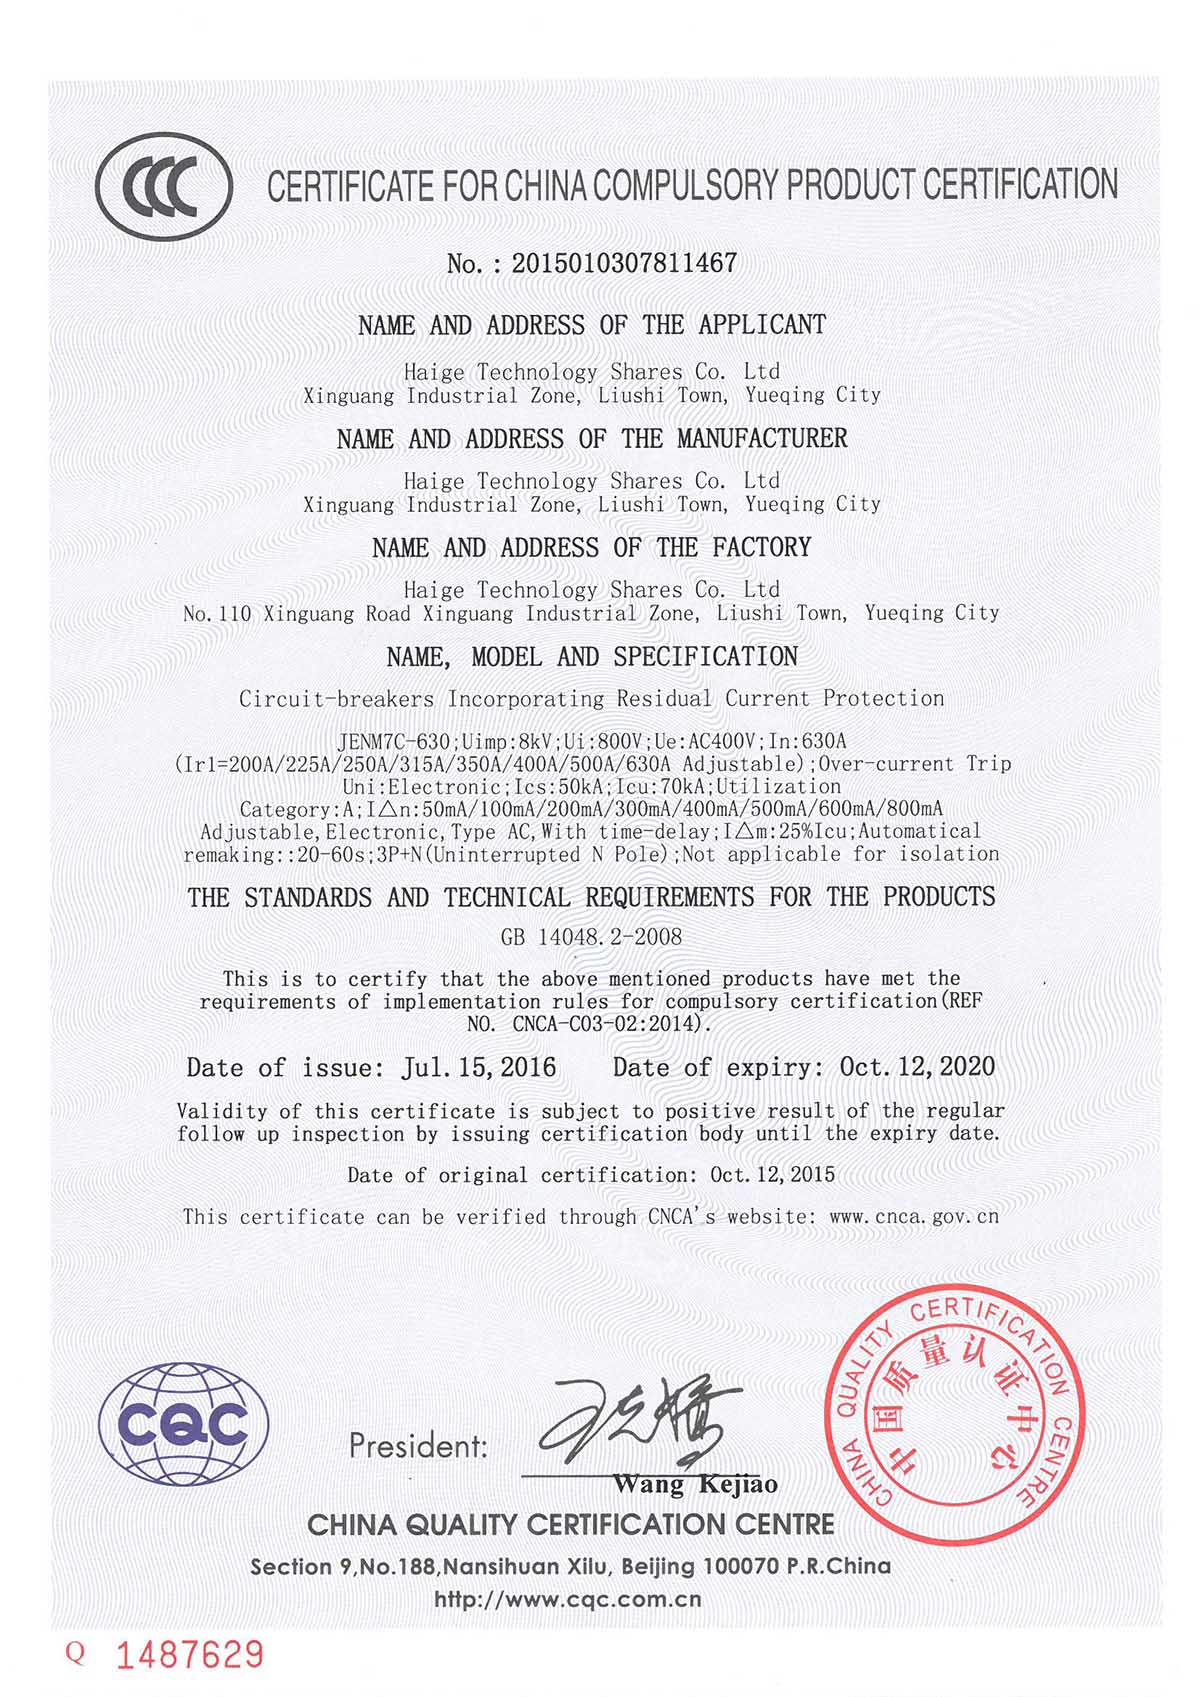 CCC
CERTIFICATE FOR CHINA COMPULSORY PRODUCT CERTIFICATION
No. : 2015010307811467
NAME AND ADDRESS OF THE APPLICANT
Haige Technology Shares Co. Ltd
Xinguang Industrial Zone, Liushi Town, Yueqing City
NAME AND ADDRESS OF THE MANUFACTURER
Haige Technology Shares Co. Ltd
Xinguang Industrial Zone, Liushi Town, Yueqing City
NAME AND ADDRESS OF THE FACTORY
Haige Technology Shares Co. Ltd
No.110 Xinguang Road Xinguang Industrial Zone, Liushi Town, Yueqing City
NAME, MODEL AND SPECIFICATION
Circuit-breakers Incorporating Residual Current Protection
JENM7C-630;Uimp:8kV;Ui:800V;Ue:AC400V;In:630A
(Ir1=200A/225A/250A/315A/350A/400A/500A/630A Adjustable);Over-current Trip
Uni:Electronic;Ics:50kA;Icu:70kA;Utilization
Category:A;I△n:50mA/100mA/200mA/300mA/400mA/500mA/600mA/800mA
Adjustable,Electronic,Type AC,With time-delay;I△m:25%Icu;Automatical
remaking::20-60s;3P+N(Uninterrupted N Pole);Not applicable for isolation
THE STANDARDS AND TECHNICAL REQUIREMENTS FOR THE PRODUCTS
GB 14048.2-2008
This is to certify that the above mentioned products have met the
requirements of implementation rules for compulsory certification(REF
NO. CNCA-C03-02:2014).
Date of issue: Jul.15,2016 Date of expiry: Oct.12,2020
Validity of this certificate is subject to positive result of the regular
follow up inspection by issuing certification body until the expiry date.
Date of original certification: Oct.12,2015
This certificate can be verified through CNCA's website: www.cnca.gov.cn
CHINA QUALITY CERTIFICATION CENTRE
中国质量认证中心
CQC
President: 王克娇
Wang Kejiao
CHINA QUALITY CERTIFICATION CENTRE
Section 9,No.188,Nansihuan Xilu, Beijing 100070 P.R.China
http://www.cqc.com.cn
Q 1487629